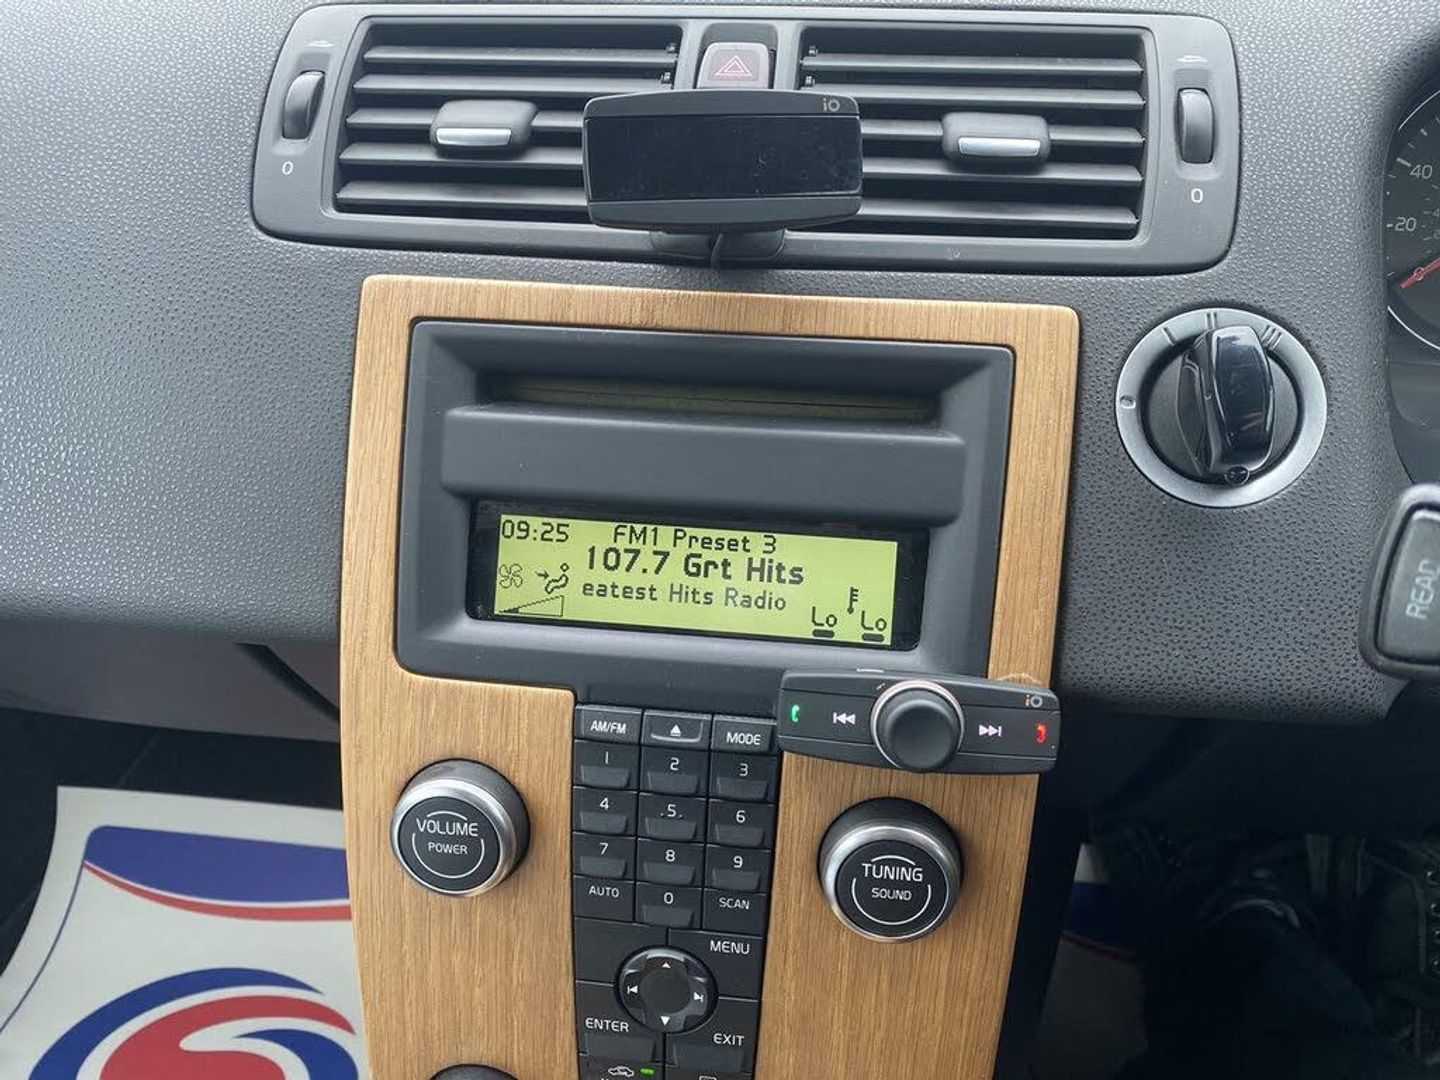 iO
0
0
40
20
09:25 FM1 Preset 3
107.7 Grt Hits
eatest Hits Radio
Lo Lo
READ
iO
AM/FM
MODE
1 2 3
4 5 6
7 8 9
AUTO 0 SCAN
VOLUME
POWER
TUNING
SOUND
MENU
ENTER
EXIT